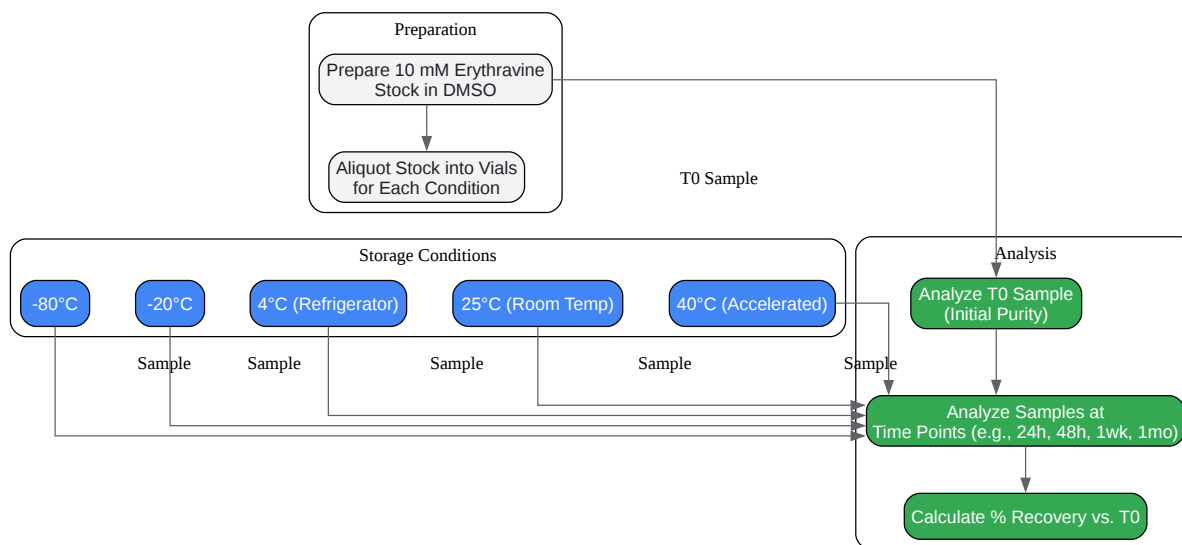 Preparation
Prepare 10 mM Erythravine
Stock in DMSO
Aliquot Stock into Vials
for Each Condition
T0 Sample
Storage Conditions
-80°C
-20°C
4°C (Refrigerator)
25°C (Room Temp)
40°C (Accelerated)
Sample
Sample
Sample
Sample
Sample
Analysis
Analyze T0 Sample
(Initial Purity)
Analyze Samples at
Time Points (e.g., 24h, 48h, 1wk, 1mo)
Calculate % Recovery vs. T0